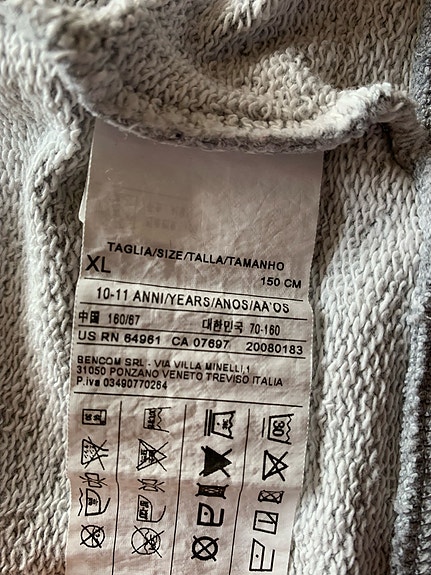 TAGLIA/SIZE/TALLA/TAMANHO
XL
150 CM
10-11 ANNI/YEARS/ANOS/AA'OS
中國 160/67 대한민국 70-160
US RN 64961 CA 07697 20080183
BENCOM SRL - VIA VILLA MINELLI,1
31050 PONZANO VENETO TREVISO ITALIA
P.iva 03490770264
30
P